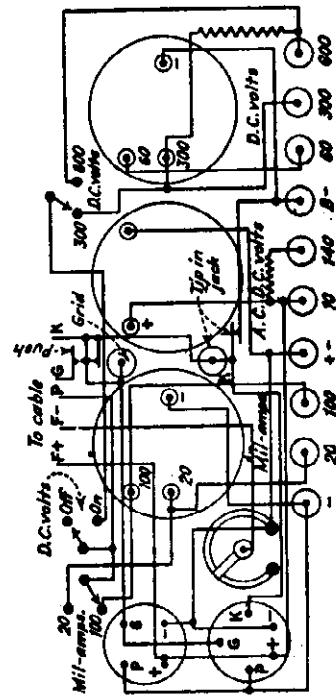 D.C. volts
To cable
Push
20
Off
F+ F- P G K
Grid
600
100
On
300
D.C. volts
Mil-amps.
P G
+ -
100
20
-
+
60
300
-
Tip in
jack
G K
P + -
Mil-amps.
A.C. D.C. volts
D.C. volts
- 20 100 + - 10 140 B- 60 300 600